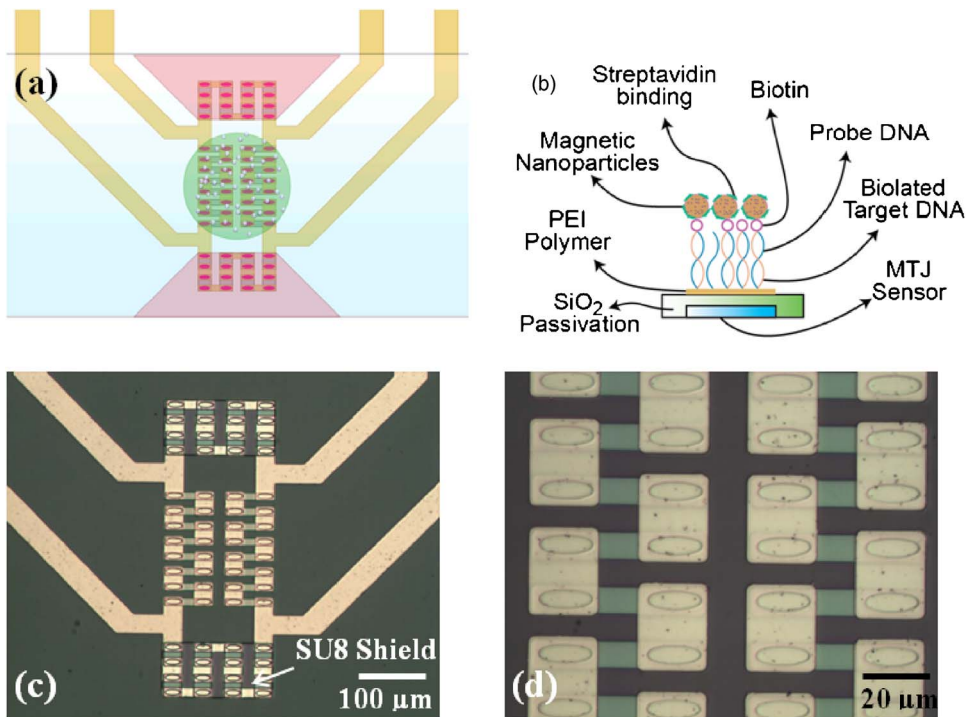 (a)
(b)
Streptavidin
binding
Biotin
Magnetic
Nanoparticles
Probe DNA
PEI
Polymer
Biolated
Target DNA
SiO2
Passivation
MTJ
Sensor
(c)
SU8 Shield
100 µm
(d)
20 µm